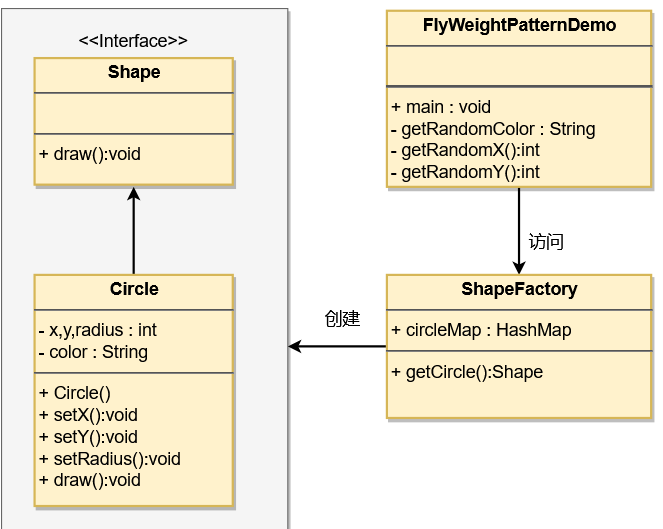 <<Interface>>
Shape
+ draw():void
Circle
- x,y,radius : int
- color : String
+ Circle()
+ setX():void
+ setY():void
+ setRadius():void
+ draw():void
FlyWeightPatternDemo
+ main : void
- getRandomColor : String
- getRandomX():int
- getRandomY():int
访问
ShapeFactory
+ circleMap : HashMap
+ getCircle():Shape
创建